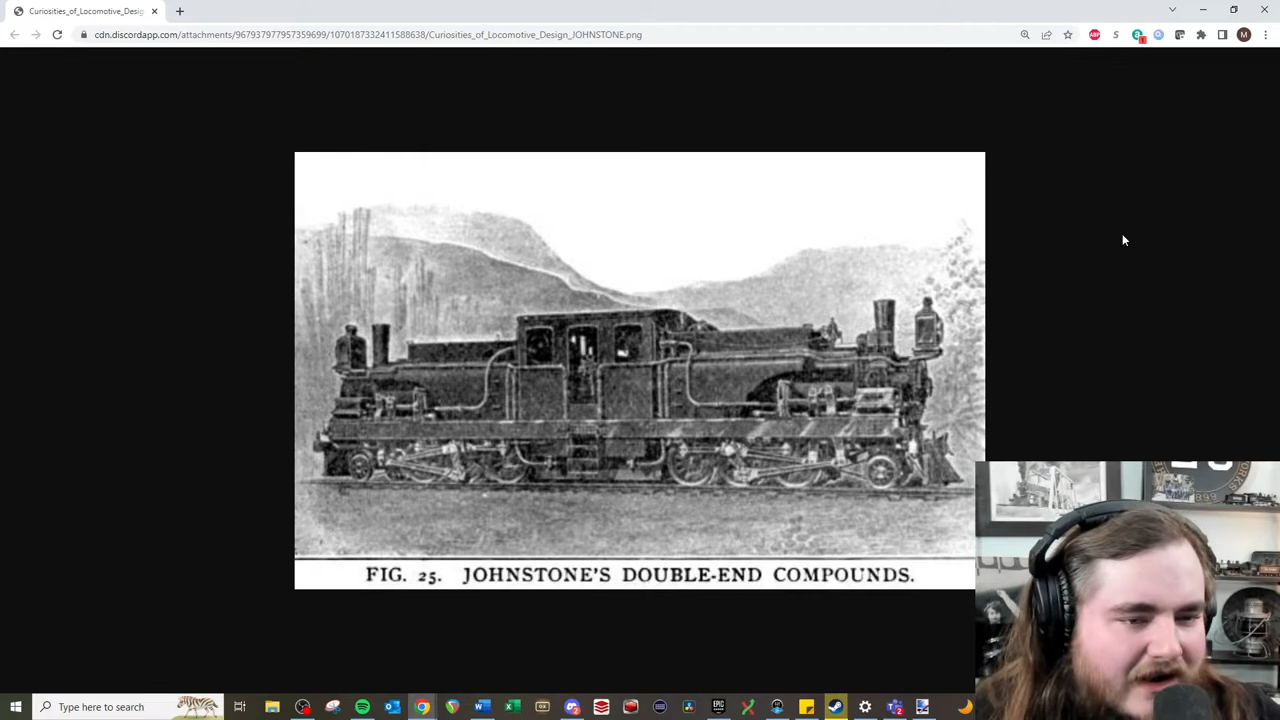 Curiosities_of_Locomotive_Desig
cdn.discordapp.com/attachments/967937977957359699/1070187332411588638/Curiosities_of_Locomotive_Design_JOHNSTONE.png
FIG. 25. JOHNSTONE'S DOUBLE-END COMPOUNDS.
Type here to search